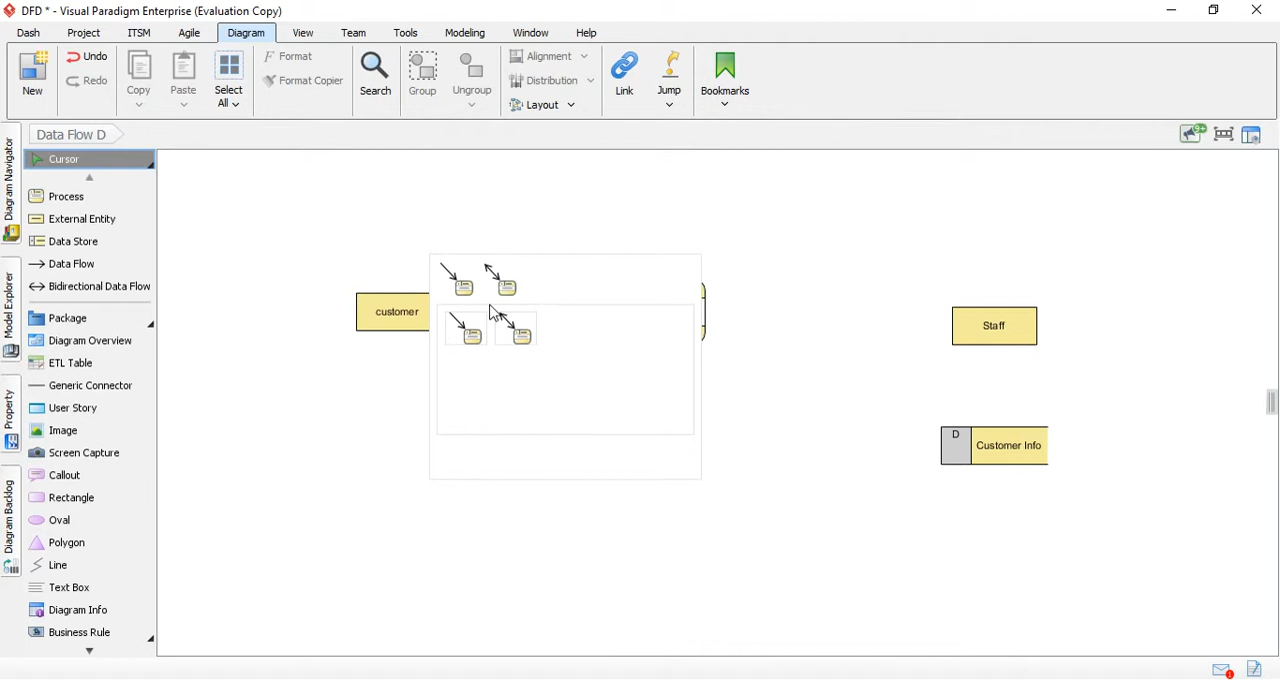 DFD * - Visual Paradigm Enterprise (Evaluation Copy)
Dash Project ITSM Agile Diagram View Team Tools Modeling Window Help
New
Undo
Redo
Copy
Paste
Select All
Format
Format Copier
Search
Group
Ungroup
Alignment
Distribution
Layout
Link
Jump
Bookmarks
Data Flow D
9+
Diagram Navigator
Model Explorer
Property
Diagram Backlog
Cursor
Process
External Entity
Data Store
Data Flow
Bidirectional Data Flow
Package
Diagram Overview
ETL Table
Generic Connector
User Story
Image
Screen Capture
Callout
Rectangle
Oval
Polygon
Line
Text Box
Diagram Info
Business Rule
customer
Staff
D
Customer Info
1